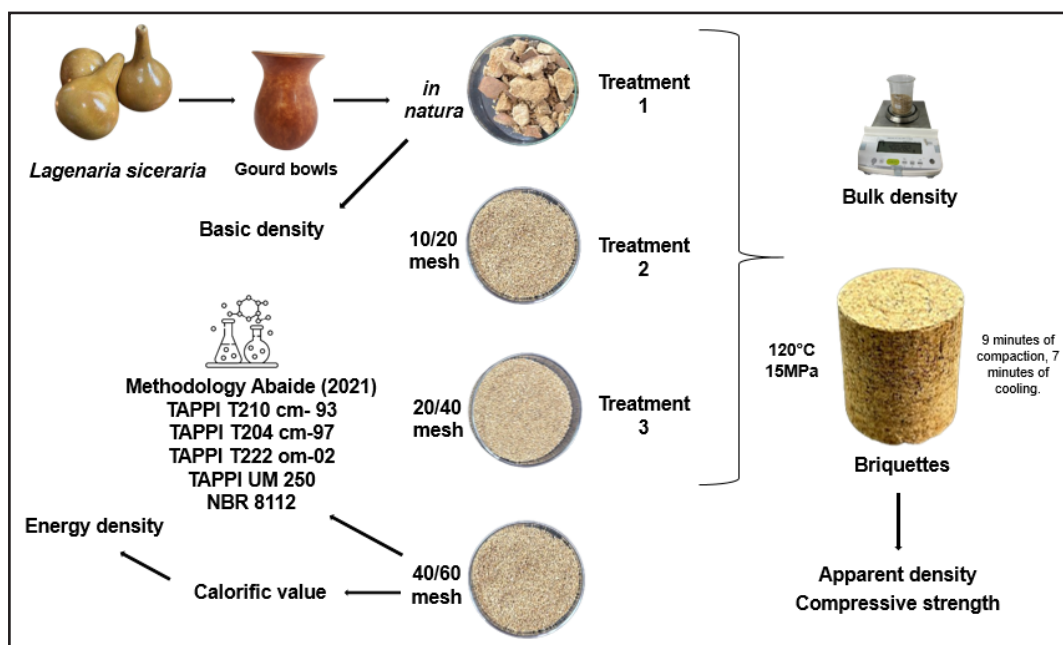 Lagenaria siceraria
Gourd bowls
in
natura
Treatment
1
Basic density
10/20
mesh
Treatment
2
Methodology Abaide (2021)
TAPPI T210 cm- 93
TAPPI T204 cm-97
TAPPI T222 om-02
TAPPI UM 250
NBR 8112
20/40
mesh
Treatment
3
Energy density
Calorific value
40/60
mesh
Bulk density
120°C
15MPa
9 minutes of
compaction, 7
minutes of
cooling.
Briquettes
Apparent density
Compressive strength